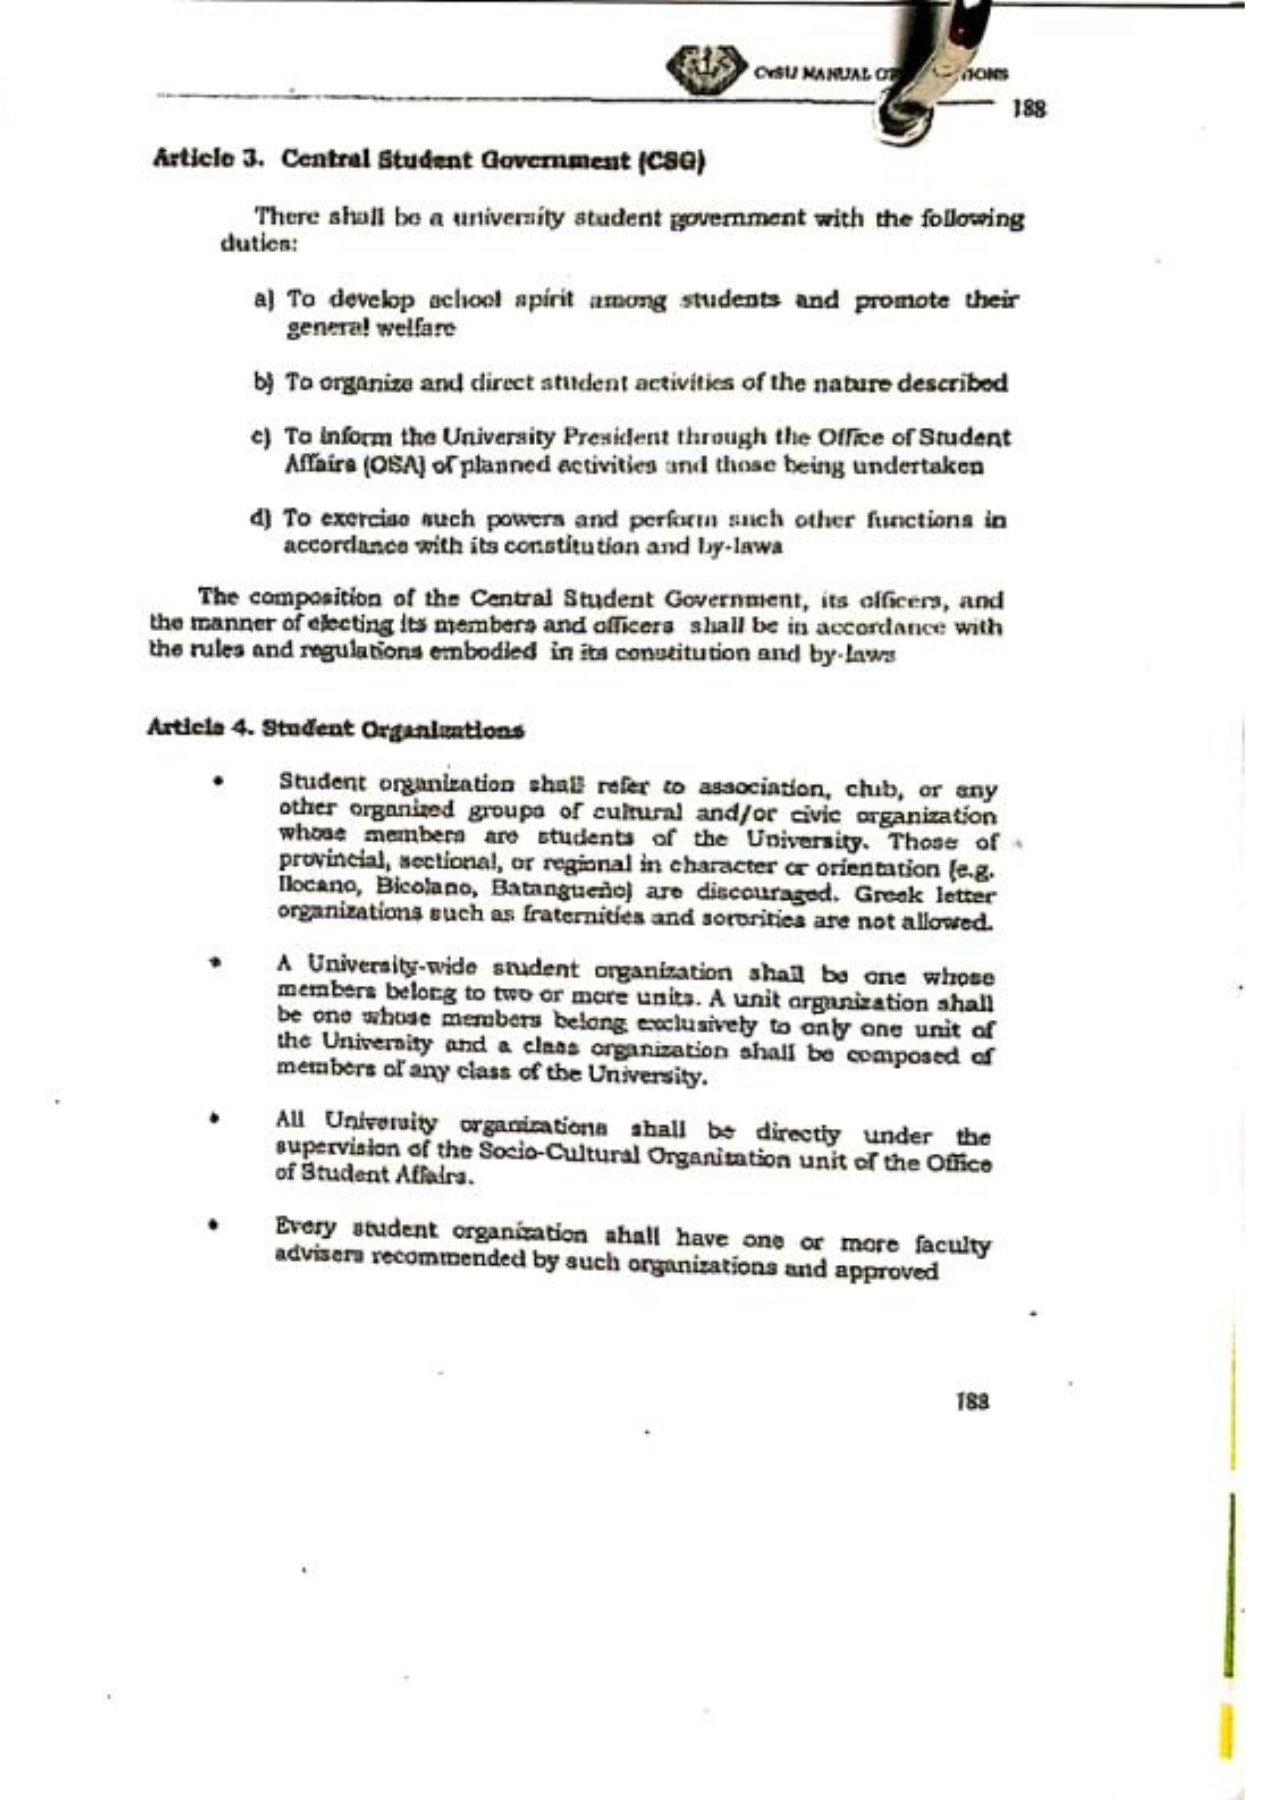 CvSU MANUAL O
IONS
188
Article 3. Central Student Government (CSG)
There shall be a university student government with the following
duties:
a) To develop school spirit among students and promote their
general welfare
b) To organize and direct student activities of the nature described
c) To inform the University President through the Office of Student
Affairs (OSA) of planned activities and those being undertaken
d) To exercise such powers and perform such other functions in
accordance with its constitution and by-laws
The composition of the Central Student Government, its officers, and
the manner of electing its members and officers shall be in accordance with
the rules and regulations embodied in its constitution and by-laws
Article 4. Student Organizations
• Student organization shall refer to association, club, or any
other organized groups of cultural and/or civic organization
whose members are students of the University. Those of
provincial, sectional, or regional in character or orientation (e.g.
Ilocano, Bicolano, Batangueño) are discouraged. Greek letter
organizations such as fraternities and sororities are not allowed.
• A University-wide student organization shall be one whose
members belong to two or more units. A unit organization shall
be one whose members belong exclusively to only one unit of
the University and a class organization shall be composed of
members of any class of the University.
• All University organizations shall be directly under the
supervision of the Socio-Cultural Organization unit of the Office
of Student Affairs.
• Every student organization shall have one or more faculty
advisers recommended by such organizations and approved
188